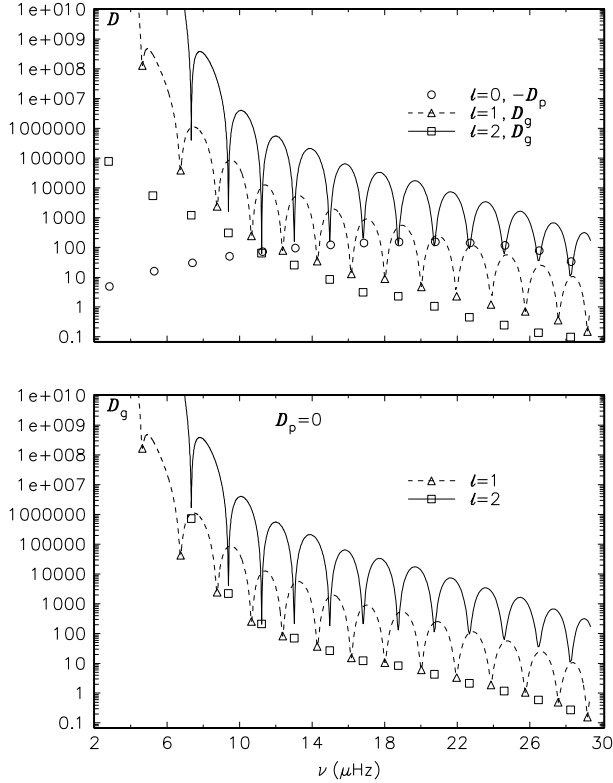 D
1e+010
1e+009
1e+008
1e+007
1000000
100000
10000
1000
100
10
1
0.1
ℓ=0, −Dp
ℓ=1, Dg
ℓ=2, Dg
Dg
Dp=0
1e+010
1e+009
1e+008
1e+007
1000000
100000
10000
1000
100
10
1
0.1
ℓ=1
ℓ=2
2 6 10 14 18 22 26 30
ν (μHz)